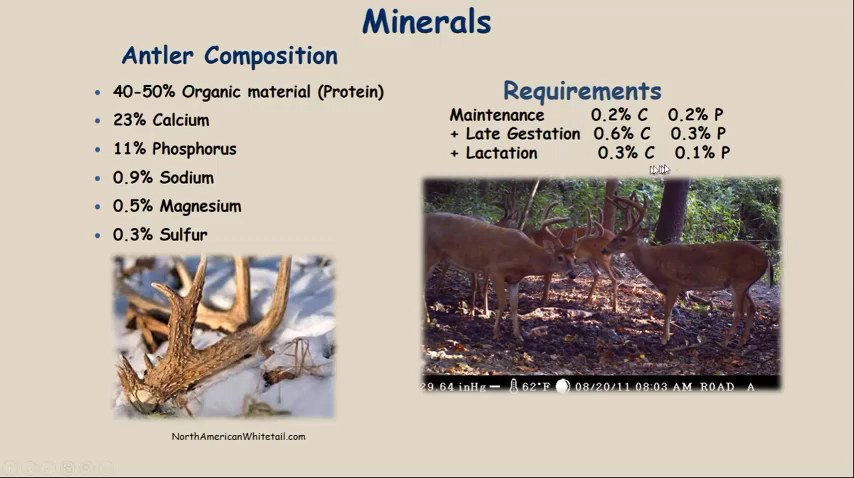 Minerals
Antler Composition
• 40-50% Organic material (Protein)
• 23% Calcium
• 11% Phosphorus
• 0.9% Sodium
• 0.5% Magnesium
• 0.3% Sulfur
NorthAmericanWhitetail.com
Requirements
Maintenance 0.2% C 0.2% P
+ Late Gestation 0.6% C 0.3% P
+ Lactation 0.3% C 0.1% P
29.64 inHg 62°F 08/20/11 08:03 AM ROAD A